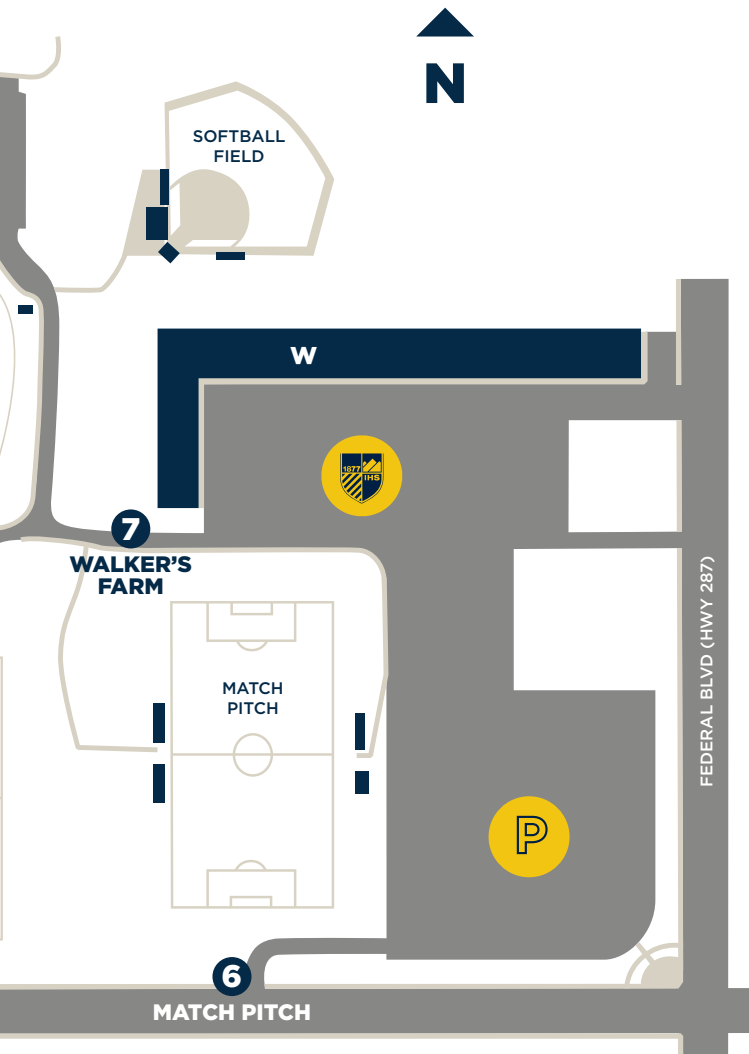 N
SOFTBALL
FIELD
W
1877
IHS
7
WALKER'S
FARM
FEDERAL BLVD (HWY 287)
MATCH
PITCH
P
6
MATCH PITCH